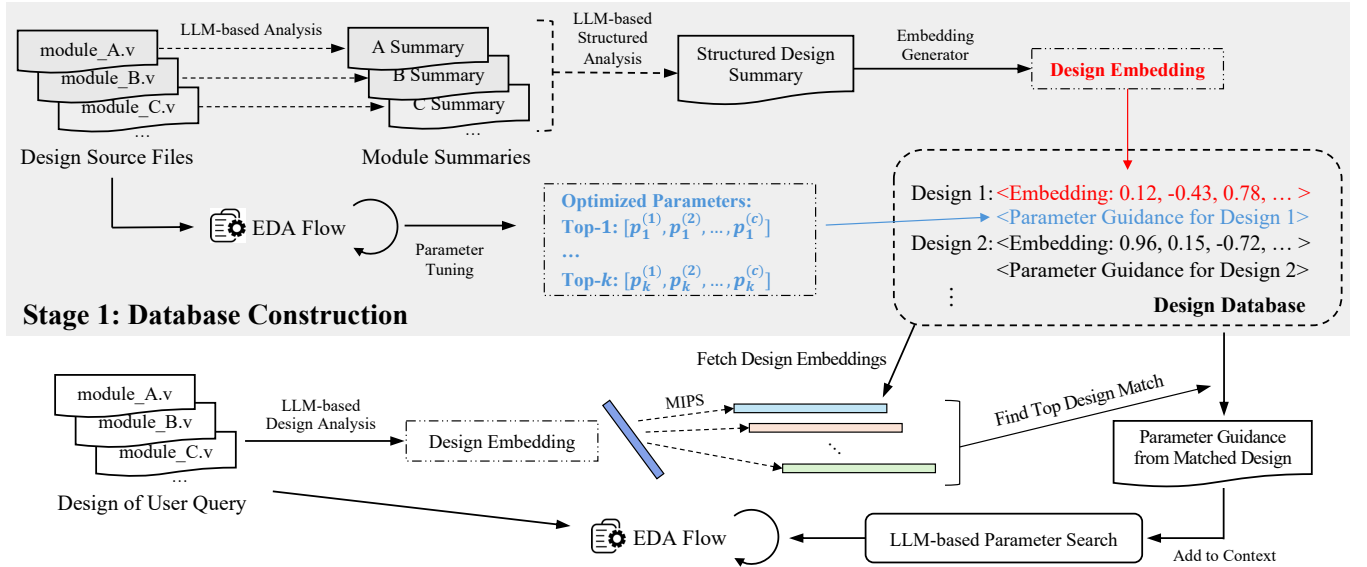 module_A.v
module_B.v
module_C.v
...
Design Source Files
LLM-based Analysis
A Summary
B Summary
C Summary
...
Module Summaries
LLM-based
Structured
Analysis
Structured Design
Summary
Embedding
Generator
Design Embedding
EDA Flow
Parameter
Tuning
Optimized Parameters:
Top-1: [p_1^{(1)}, p_1^{(2)}, ..., p_1^{(c)}]
...
Top-k: [p_k^{(1)}, p_k^{(2)}, ..., p_k^{(c)}]
Design 1: <Embedding: 0.12, -0.43, 0.78, … >
<Parameter Guidance for Design 1>
Design 2: <Embedding: 0.96, 0.15, -0.72, … >
<Parameter Guidance for Design 2>
⋮
Design Database
Stage 1: Database Construction
module_A.v
module_B.v
module_C.v
...
Design of User Query
LLM-based
Design Analysis
Design Embedding
MIPS
Fetch Design Embeddings
⋱
Find Top Design Match
Parameter Guidance
from Matched Design
Add to Context
LLM-based Parameter Search
EDA Flow